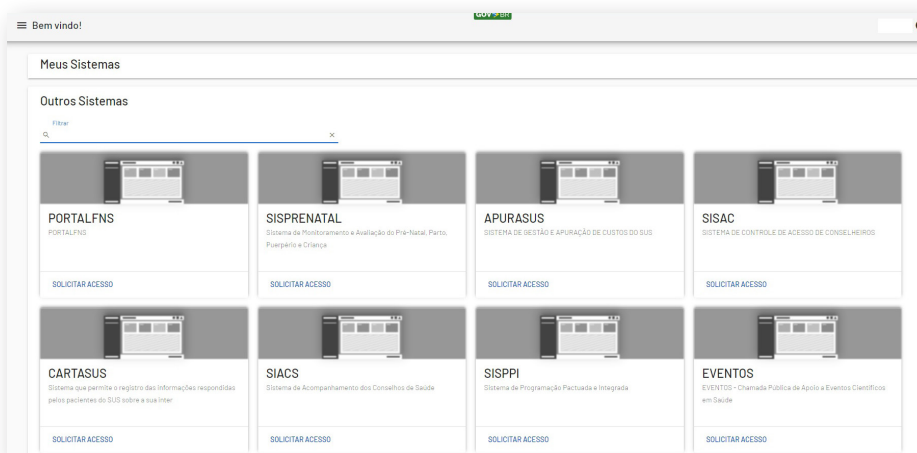 GOV BR
Bem vindo!
Meus Sistemas
Outros Sistemas
Filtrar
PORTALFNS
PORTALFNS
SOLICITAR ACESSO
SISPRENATAL
Sistema de Monitoramento e Avaliação do Pré-Natal, Parto,
Puerpério e Criança
SOLICITAR ACESSO
APURASUS
SISTEMA DE GESTÃO E APURAÇÃO DE CUSTOS DO SUS
SOLICITAR ACESSO
SISAC
SISTEMA DE CONTROLE DE ACESSO DE CONSELHEIROS
SOLICITAR ACESSO
CARTASUS
Sistema que permite o registro das informações respondidas
pelos pacientes do SUS sobre a sua inter
SOLICITAR ACESSO
SIACS
Sistema de Acompanhamento dos Conselhos de Saúde
SOLICITAR ACESSO
SISPPI
Sistema de Programação Pactuada e Integrada
SOLICITAR ACESSO
EVENTOS
EVENTOS - Chamada Pública de Apoio a Eventos Científicos
em Saúde
SOLICITAR ACESSO